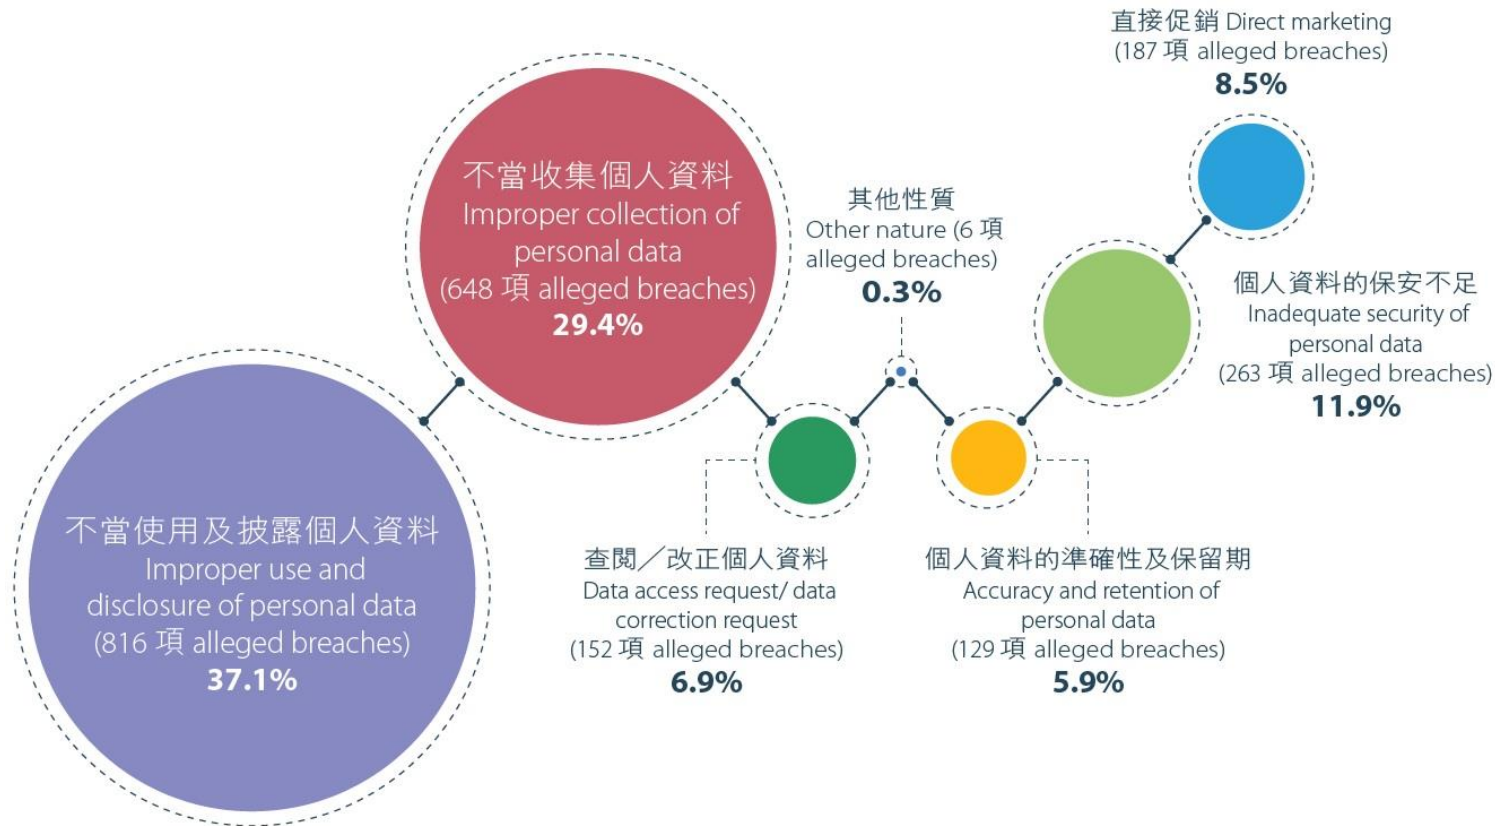 直接促銷 Direct marketing
(187 項 alleged breaches)
8.5%
不當收集個人資料
Improper collection of
personal data
(648 項 alleged breaches)
29.4%
其他性質
Other nature (6 項
alleged breaches)
0.3%
個人資料的保安不足
Inadequate security of
personal data
(263 項 alleged breaches)
11.9%
不當使用及披露個人資料
Improper use and
disclosure of personal data
(816 項 alleged breaches)
37.1%
查閱／改正個人資料
Data access request/ data
correction request
(152 項 alleged breaches)
6.9%
個人資料的準確性及保留期
Accuracy and retention of
personal data
(129 項 alleged breaches)
5.9%